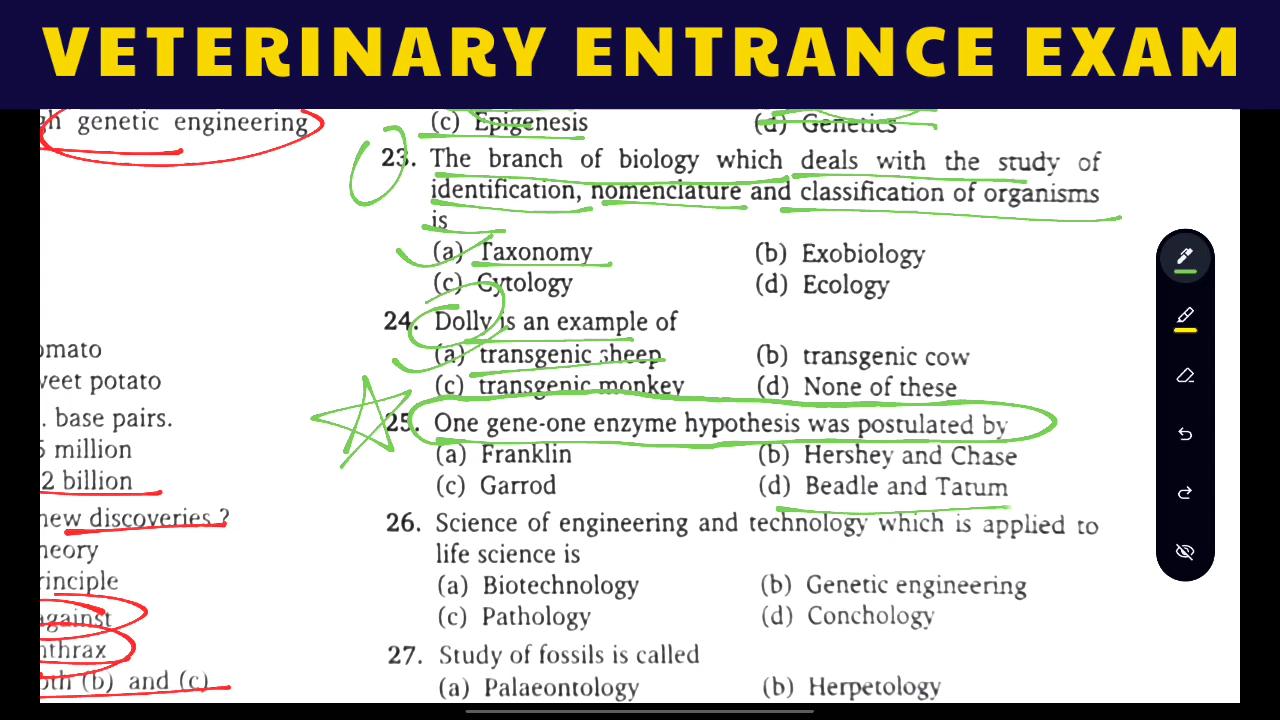 VETERINARY ENTRANCE EXAM
genetic engineering
omato
weet potato
. base pairs.
million
2 billion
new discoveries ?
heory
rinciple
against
nthrax
oth (b) and (c)
(c) Epigenesis (d) Genetics
23. The branch of biology which deals with the study of
identification, nomenclature and classification of organisms
is
(a) Taxonomy (b) Exobiology
(c) Cytology (d) Ecology
24. Dolly is an example of
(a) transgenic sheep (b) transgenic cow
(c) transgenic monkey (d) None of these
25. One gene-one enzyme hypothesis was postulated by
(a) Franklin (b) Hershey and Chase
(c) Garrod (d) Beadle and Tatum
26. Science of engineering and technology which is applied to
life science is
(a) Biotechnology (b) Genetic engineering
(c) Pathology (d) Conchology
27. Study of fossils is called
(a) Palaeontology (b) Herpetology